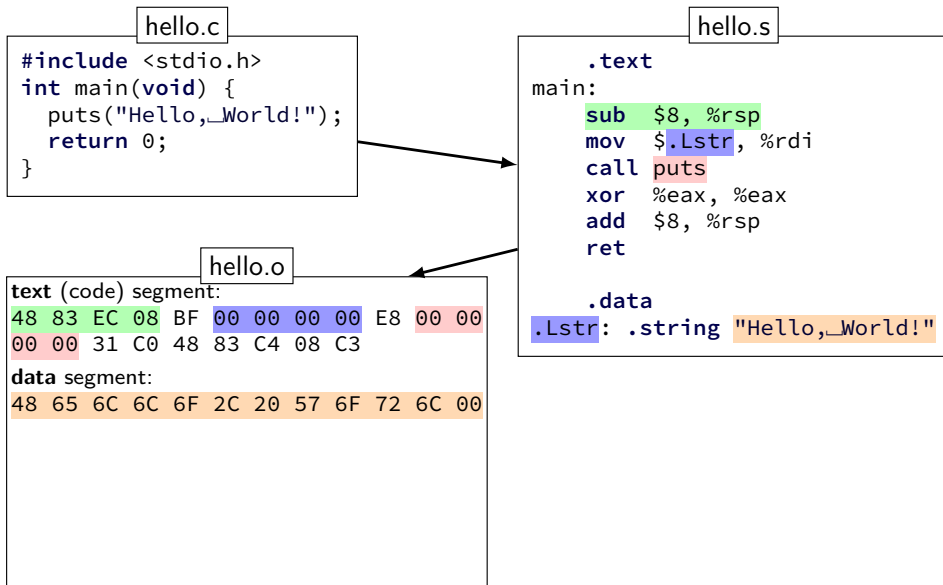 hello.c
#include <stdio.h>
int main(void) {
  puts("Hello,␣World!");
  return 0;
}
hello.s
    .text
main:
    sub  $8, %rsp
    mov  $.Lstr, %rdi
    call puts
    xor  %eax, %eax
    add  $8, %rsp
    ret
    .data
.Lstr: .string "Hello,␣World!"
hello.o
text (code) segment:
48 83 EC 08 BF 00 00 00 00 E8 00 00
00 00 31 C0 48 83 C4 08 C3
data segment:
48 65 6C 6C 6F 2C 20 57 6F 72 6C 00